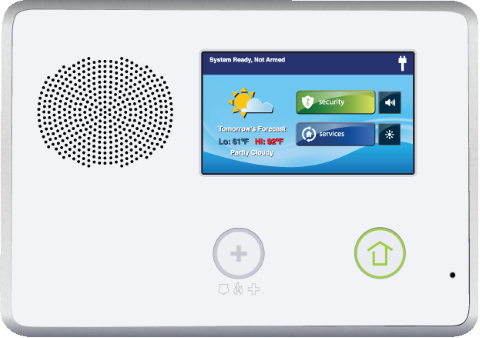 System Ready, Not Armed
security
Tomorrow's Forecast
services
Lo: 61°F Hi: 92°F
Partly Cloudy